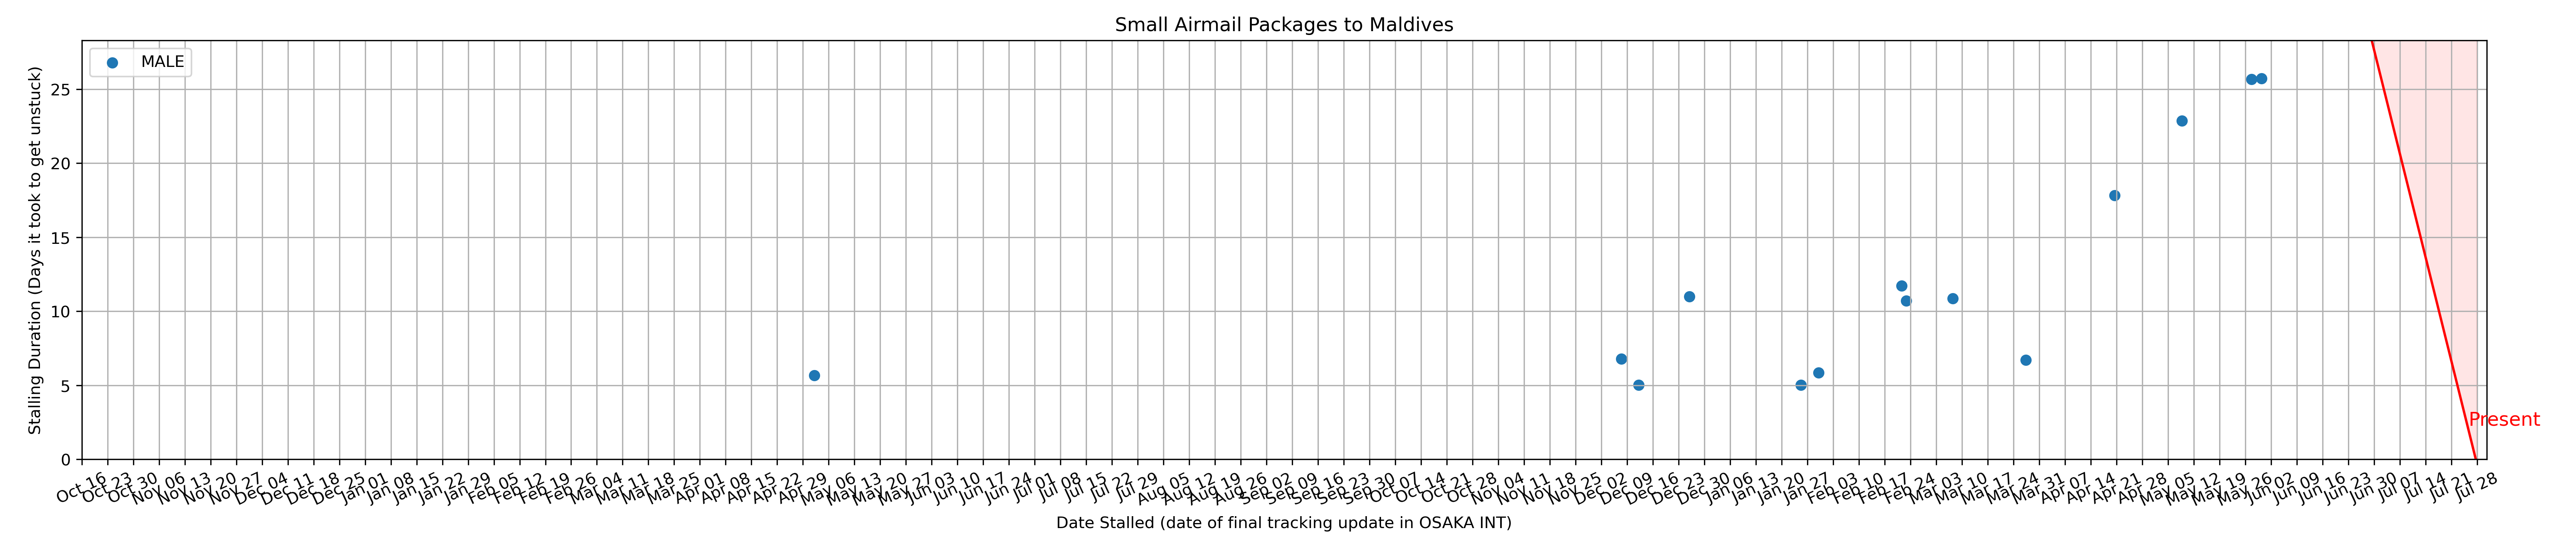 Small Airmail Packages to Maldives
MALE
Stalling Duration (Days it took to get unstuck)
25
20
15
10
5
0
Present
Oct 16 Oct 23 Oct 30 Nov 06 Nov 13 Nov 20 Nov 27 Dec 04 Dec 11 Dec 18 Dec 25 Jan 01 Jan 08 Jan 15 Jan 22 Jan 29 Feb 05 Feb 12 Feb 19 Feb 26 Mar 04 Mar 11 Mar 18 Mar 25 Apr 01 Apr 08 Apr 15 Apr 22 Apr 29 May 06 May 13 May 20 May 27 Jun 03 Jun 10 Jun 17 Jun 24 Jul 01 Jul 08 Jul 15 Jul 22 Jul 29 Aug 05 Aug 12 Aug 19 Aug 26 Sep 02 Sep 09 Sep 16 Sep 23 Sep 30 Oct 07 Oct 14 Oct 21 Oct 28 Nov 04 Nov 11 Nov 18 Nov 25 Dec 02 Dec 09 Dec 16 Dec 23 Dec 30 Jan 06 Jan 13 Jan 20 Jan 27 Feb 03 Feb 10 Feb 17 Feb 24 Mar 03 Mar 10 Mar 17 Mar 24 Mar 31 Apr 07 Apr 14 Apr 21 Apr 28 May 05 May 12 May 19 May 26 Jun 02 Jun 09 Jun 16 Jun 23 Jun 30 Jul 07 Jul 14 Jul 21 Jul 28
Date Stalled (date of final tracking update in OSAKA INT)